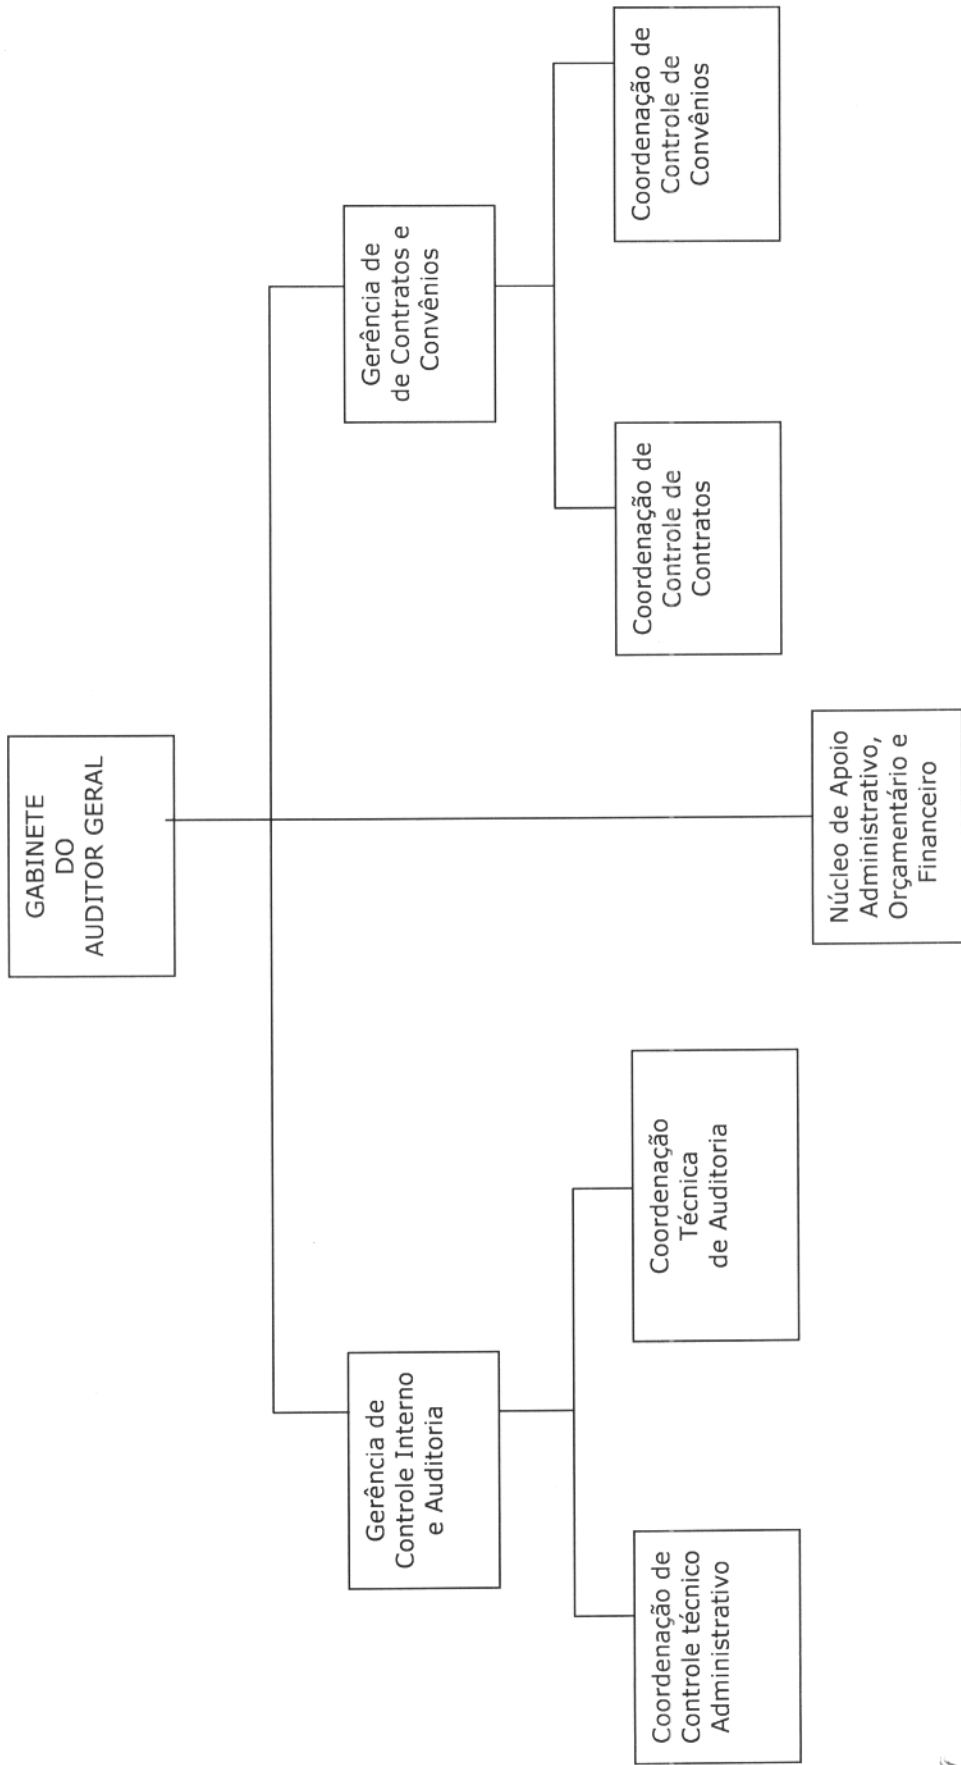 GABINETE
DO
AUDITOR GERAL
Gerência de
Controle Interno
e Auditoria
Gerência de
de Contratos e
Convênios
Coordenação de
Controle técnico
Administrativo
Coordenação
Técnica
de Auditoria
Coordenação de
Controle de
Contratos
Coordenação de
Controle de
Convênios
Núcleo de Apoio
Administrativo,
Orçamentário e
Financeiro